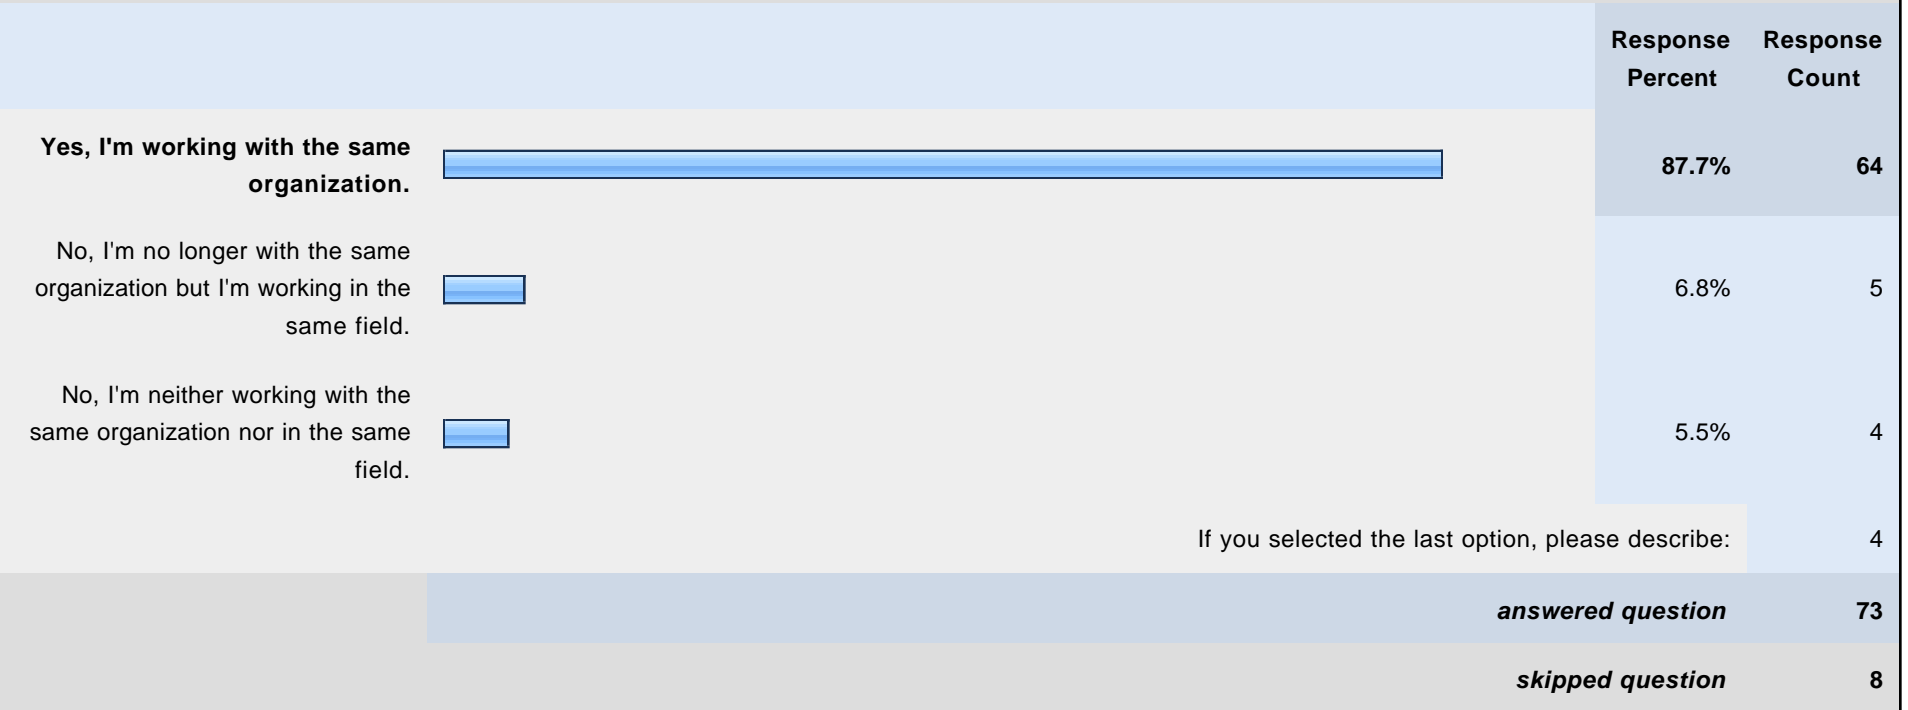 Response Response
Percent Count
Yes, I'm working with the same
organization.
87.7% 64
No, I'm no longer with the same
organization but I'm working in the
same field.
6.8% 5
No, I'm neither working with the
same organization nor in the same
field.
5.5% 4
If you selected the last option, please describe: 4
answered question 73
skipped question 8